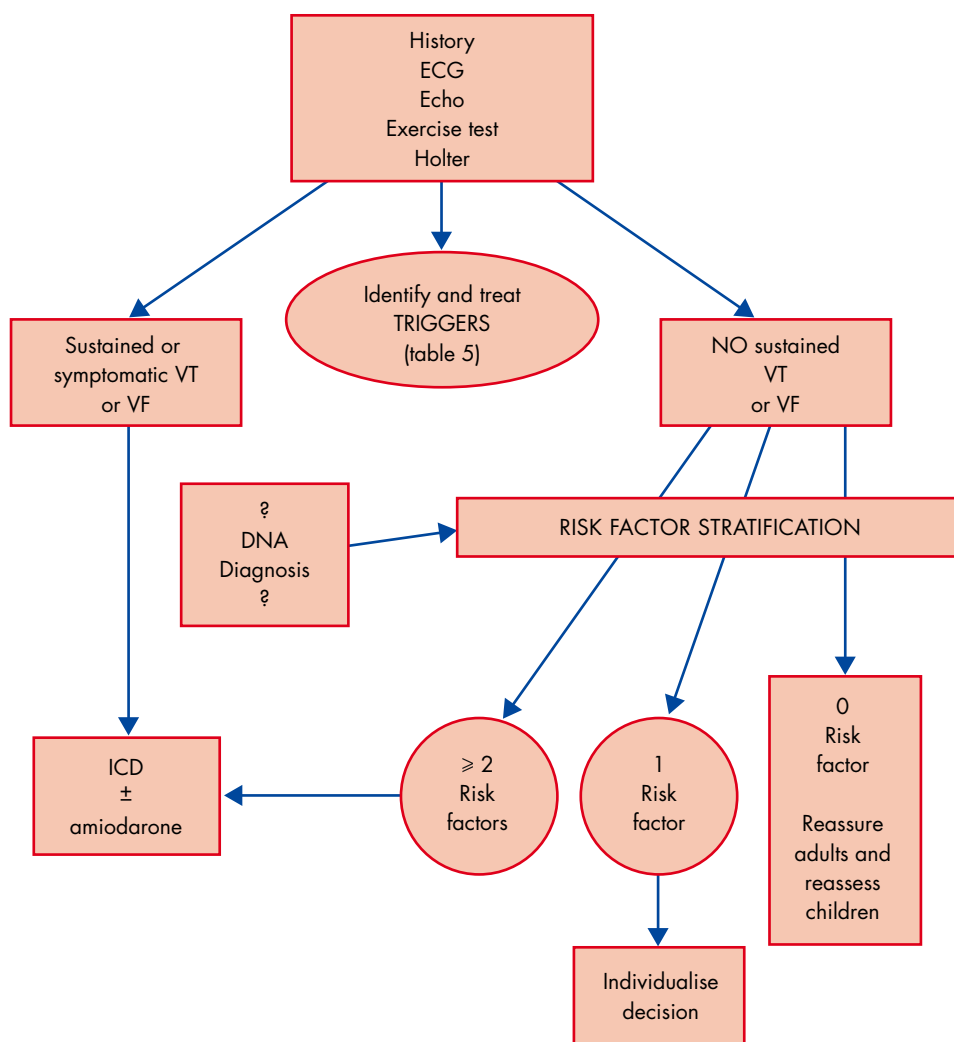 History
ECG
Echo
Exercise test
Holter
Identify and treat
TRIGGERS
(table 5)
Sustained or
symptomatic VT
or VF
NO sustained
VT
or VF
?
DNA
Diagnosis
?
RISK FACTOR STRATIFICATION
ICD
±
amiodarone
⩾ 2
Risk
factors
1
Risk
factor
0
Risk
factor
Reassure
adults and
reassess
children
Individualise
decision